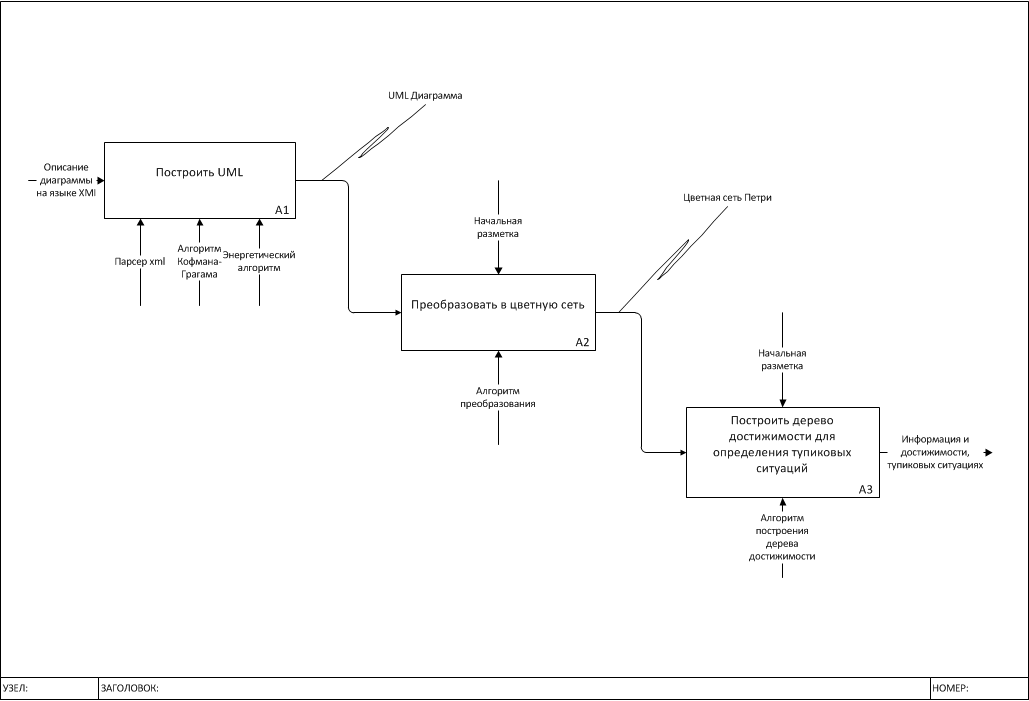 UML Диаграмма
Описание
диаграммы
на языке XMI
Построить UML
A1
Парсер xml
Алгоритм
Кофмана-
Грагама
Энергетический
алгоритм
Цветная сеть Петри
Начальная
разметка
Преобразовать в цветную сеть
A2
Алгоритм
преобразования
Начальная
разметка
Построить дерево
достижимости для
определения тупиковых
ситуаций
A3
Информация и
достижимости,
тупиковых ситуациях
Алгоритм
построения
дерева
достижимости
УЗЕЛ:
ЗАГОЛОВОК:
НОМЕР: